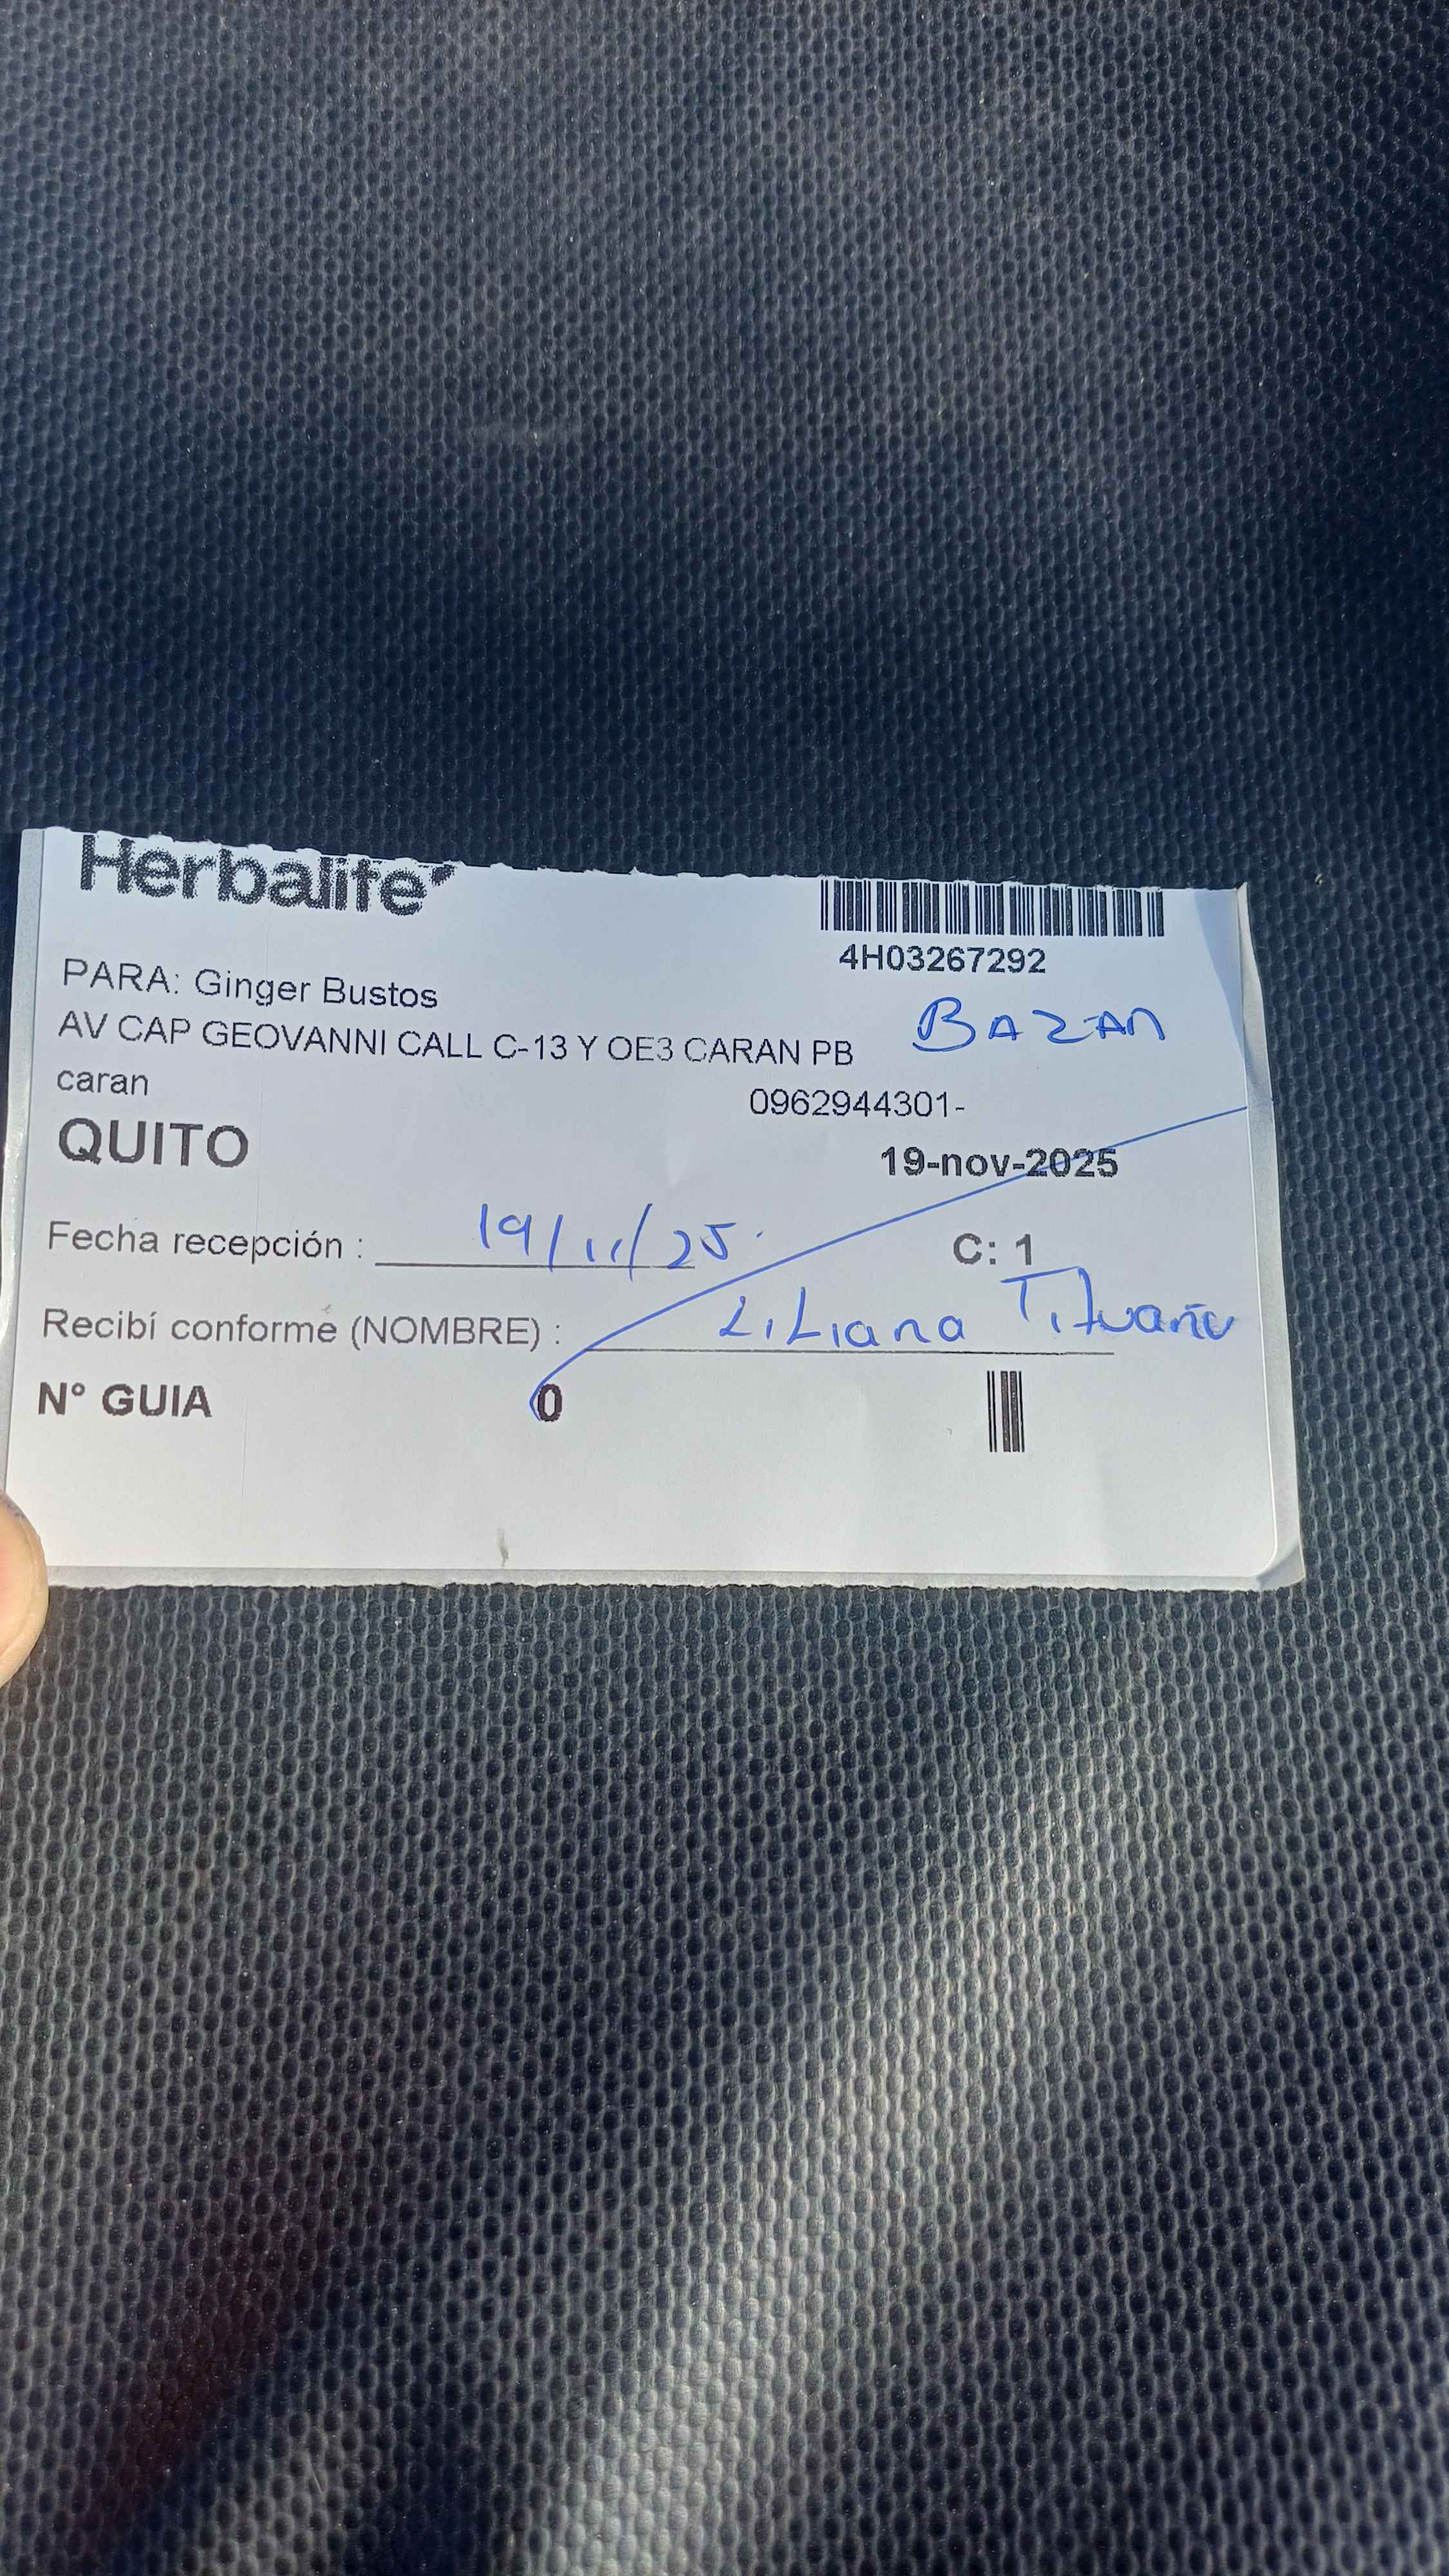 Herbalife
4H03267292
PARA: Ginger Bustos
BAZAN
AV CAP GEOVANNI CALL C-13 Y OE3 CARAN PB
caran
0962944301-
QUITO
19-nov-2025
Fecha recepción : 19/11/25.
C: 1
Recibí conforme (NOMBRE) : Liliana
N° GUIA 0